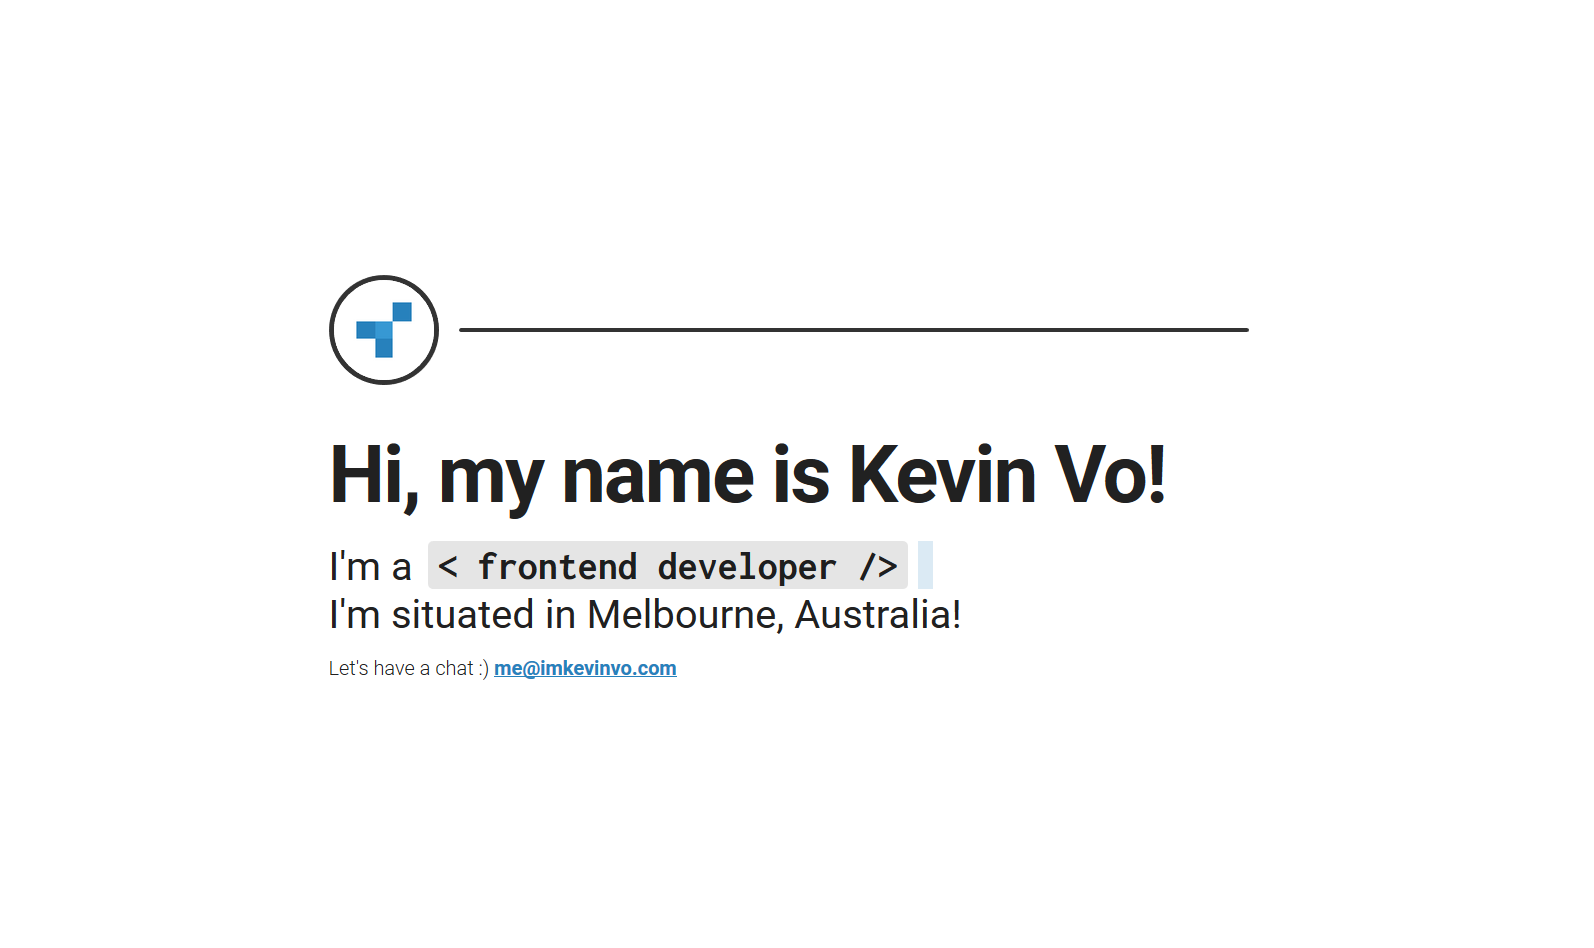 Hi, my name is Kevin Vo!
I'm a < frontend developer />
I'm situated in Melbourne, Australia!
Let's have a chat :) me@imkevinvo.com